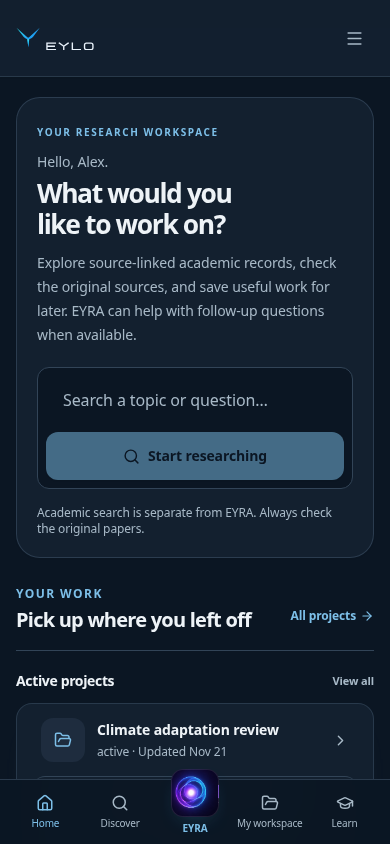 EYLO
YOUR RESEARCH WORKSPACE
Hello, Alex.
What would you
like to work on?
Explore source-linked academic records, check
the original sources, and save useful work for
later. EYRA can help with follow-up questions
when available.
Search a topic or question...
Start researching
Academic search is separate from EYRA. Always check
the original papers.
YOUR WORK
Pick up where you left off
All projects →
Active projects
View all
Climate adaptation review
active · Updated Nov 21
Home
Discover
EYRA
My workspace
Learn